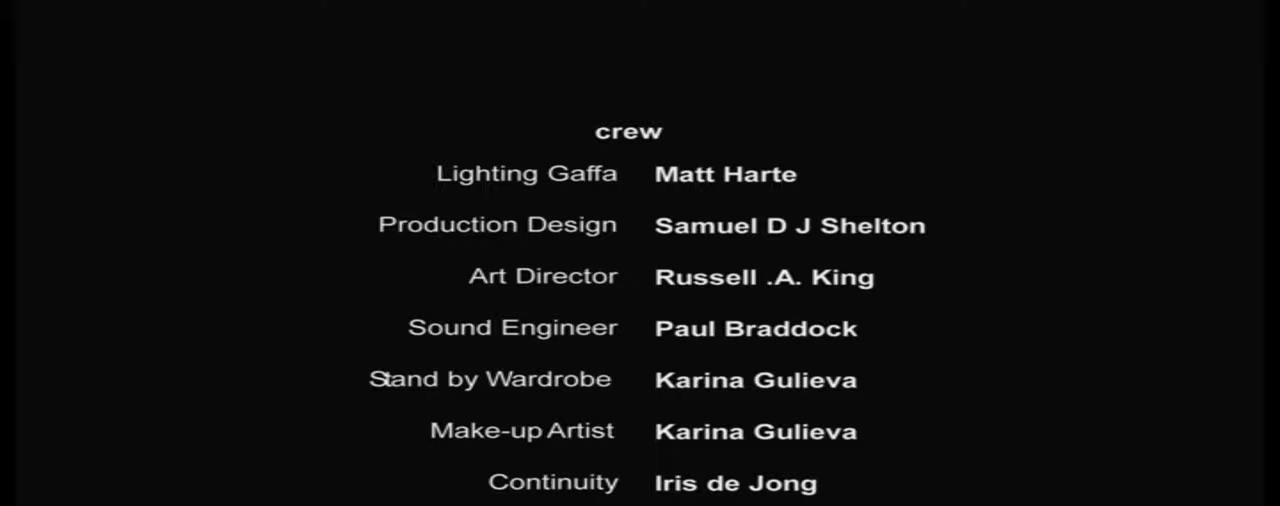 crew
Lighting Gaffa Matt Harte
Production Design Samuel D J Shelton
Art Director Russell .A. King
Sound Engineer Paul Braddock
Stand by Wardrobe Karina Gulieva
Make-up Artist Karina Gulieva
Continuity Iris de Jong